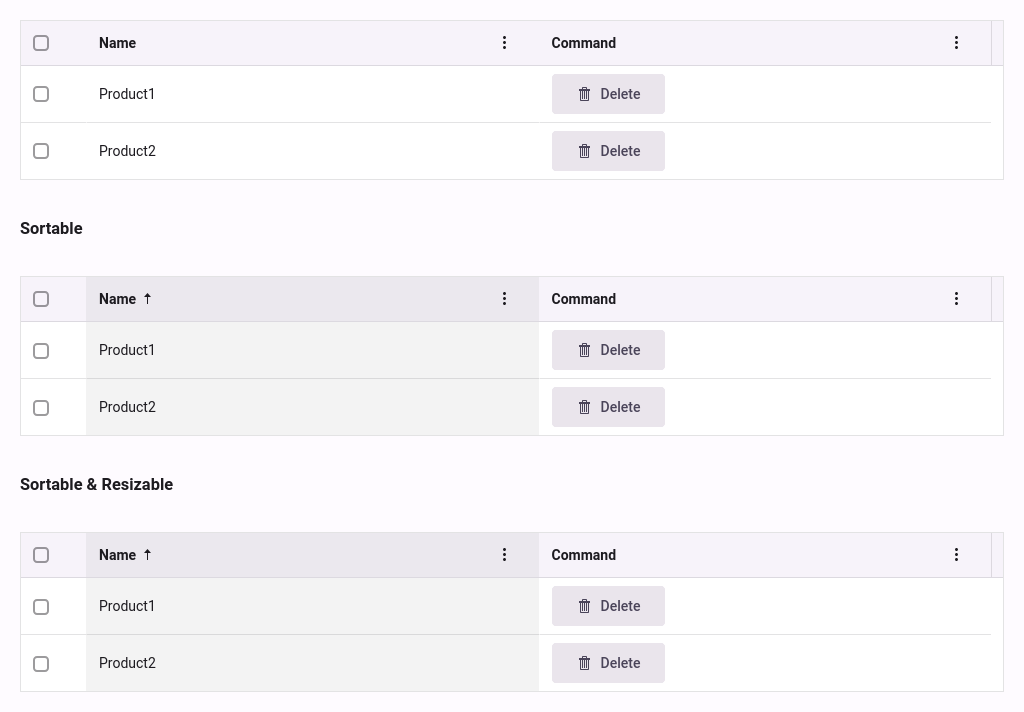 Name Command
Product1 Delete
Product2 Delete
Sortable
Name Command
Product1 Delete
Product2 Delete
Sortable & Resizable
Name Command
Product1 Delete
Product2 Delete